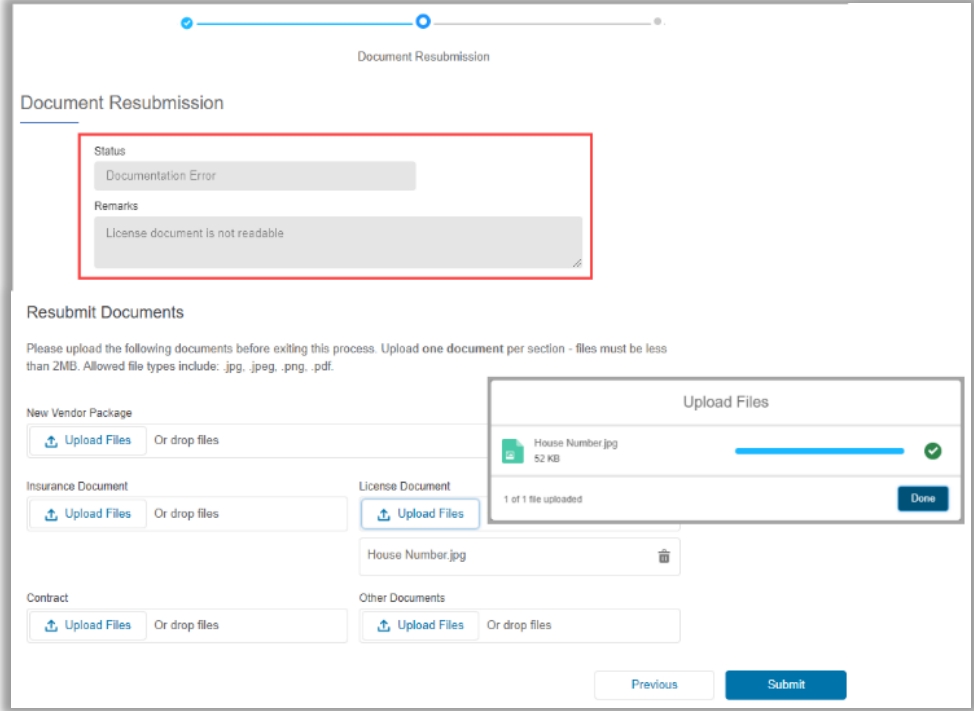 Document Resubmission
Document Resubmission
Status
Documentation Error
Remarks
License document is not readable
Resubmit Documents
Please upload the following documents before exiting this process. Upload one document per section - files must be less
than 2MB. Allowed file types include: .jpg, .jpeg, .png, .pdf.
Upload Files
House Number.jpg
52 KB
1 of 1 file uploaded
Done
New Vendor Package
Upload Files Or drop files
Insurance Document
Upload Files Or drop files
License Document
Upload Files
House Number.jpg
Contract
Upload Files Or drop files
Other Documents
Upload Files Or drop files
Previous
Submit